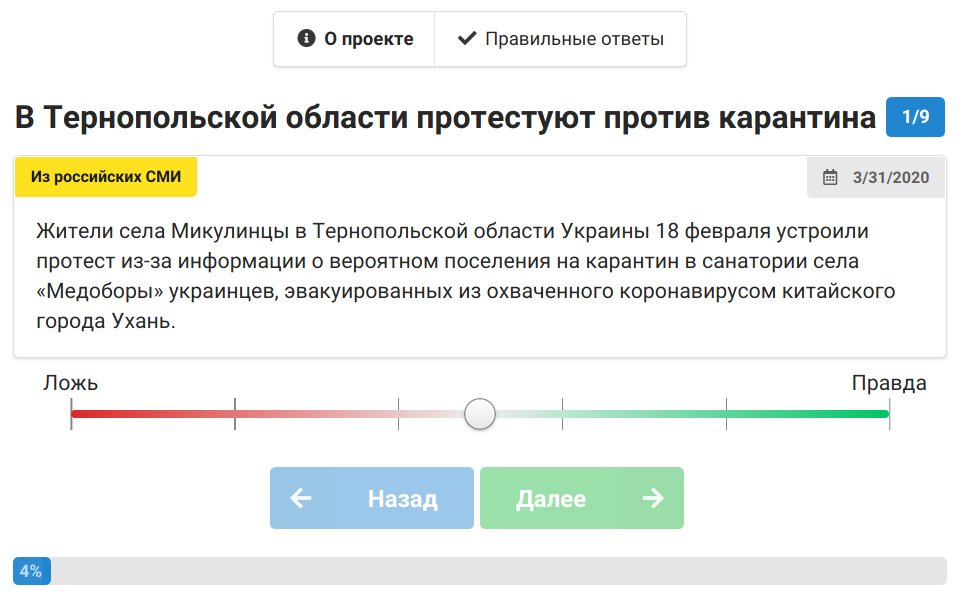 О проекте
Правильные ответы
В Тернопольской области протестуют против карантина 1/9
Из российских СМИ
3/31/2020
Жители села Микулинцы в Тернопольской области Украины 18 февраля устроили
протест из-за информации о вероятном поселения на карантин в санатории села
«Медоборы» украинцев, эвакуированных из охваченного коронавирусом китайского
города Ухань.
Ложь
Правда
Назад
Далее
4%